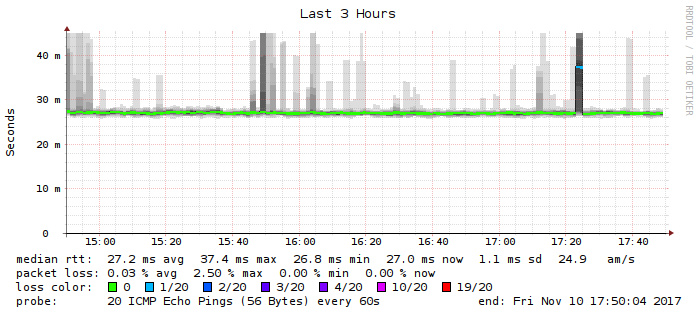 Last 3 Hours
RRDTOOL / TOBI OETIKER
Seconds
40 m
30 m
20 m
10 m
0
15:00 15:20 15:40 16:00 16:20 16:40 17:00 17:20 17:40
median rtt: 27.2 ms avg 37.4 ms max 26.8 ms min 27.0 ms now 1.1 ms sd 24.9 am/s
packet loss: 0.03 % avg 2.50 % max 0.00 % min 0.00 % now
loss color: 0 1/20 2/20 3/20 4/20 10/20 19/20
probe: 20 ICMP Echo Pings (56 Bytes) every 60s end: Fri Nov 10 17:50:04 2017